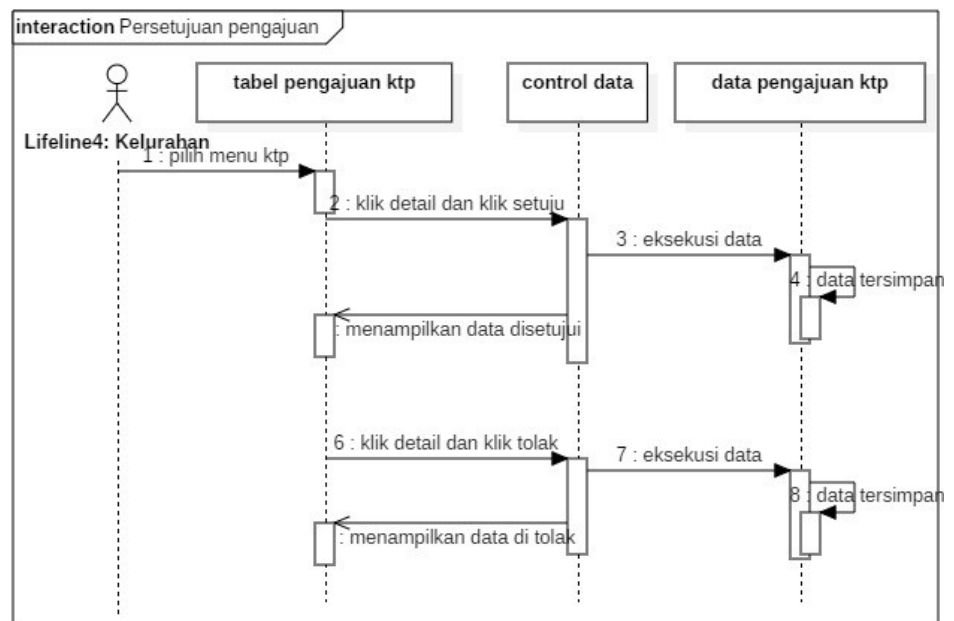 interaction Persetujuan pengajuan
tabel pengajuan ktp
control data
data pengajuan ktp
Lifeline4: Kelurahan
1 : pilih menu ktp
2 : klik detail dan klik setuju
3 : eksekusi data
4 : data tersimpan
: menampilkan data disetujui
6 : klik detail dan klik tolak
7 : eksekusi data
8 : data tersimpan
: menampilkan data di tolak